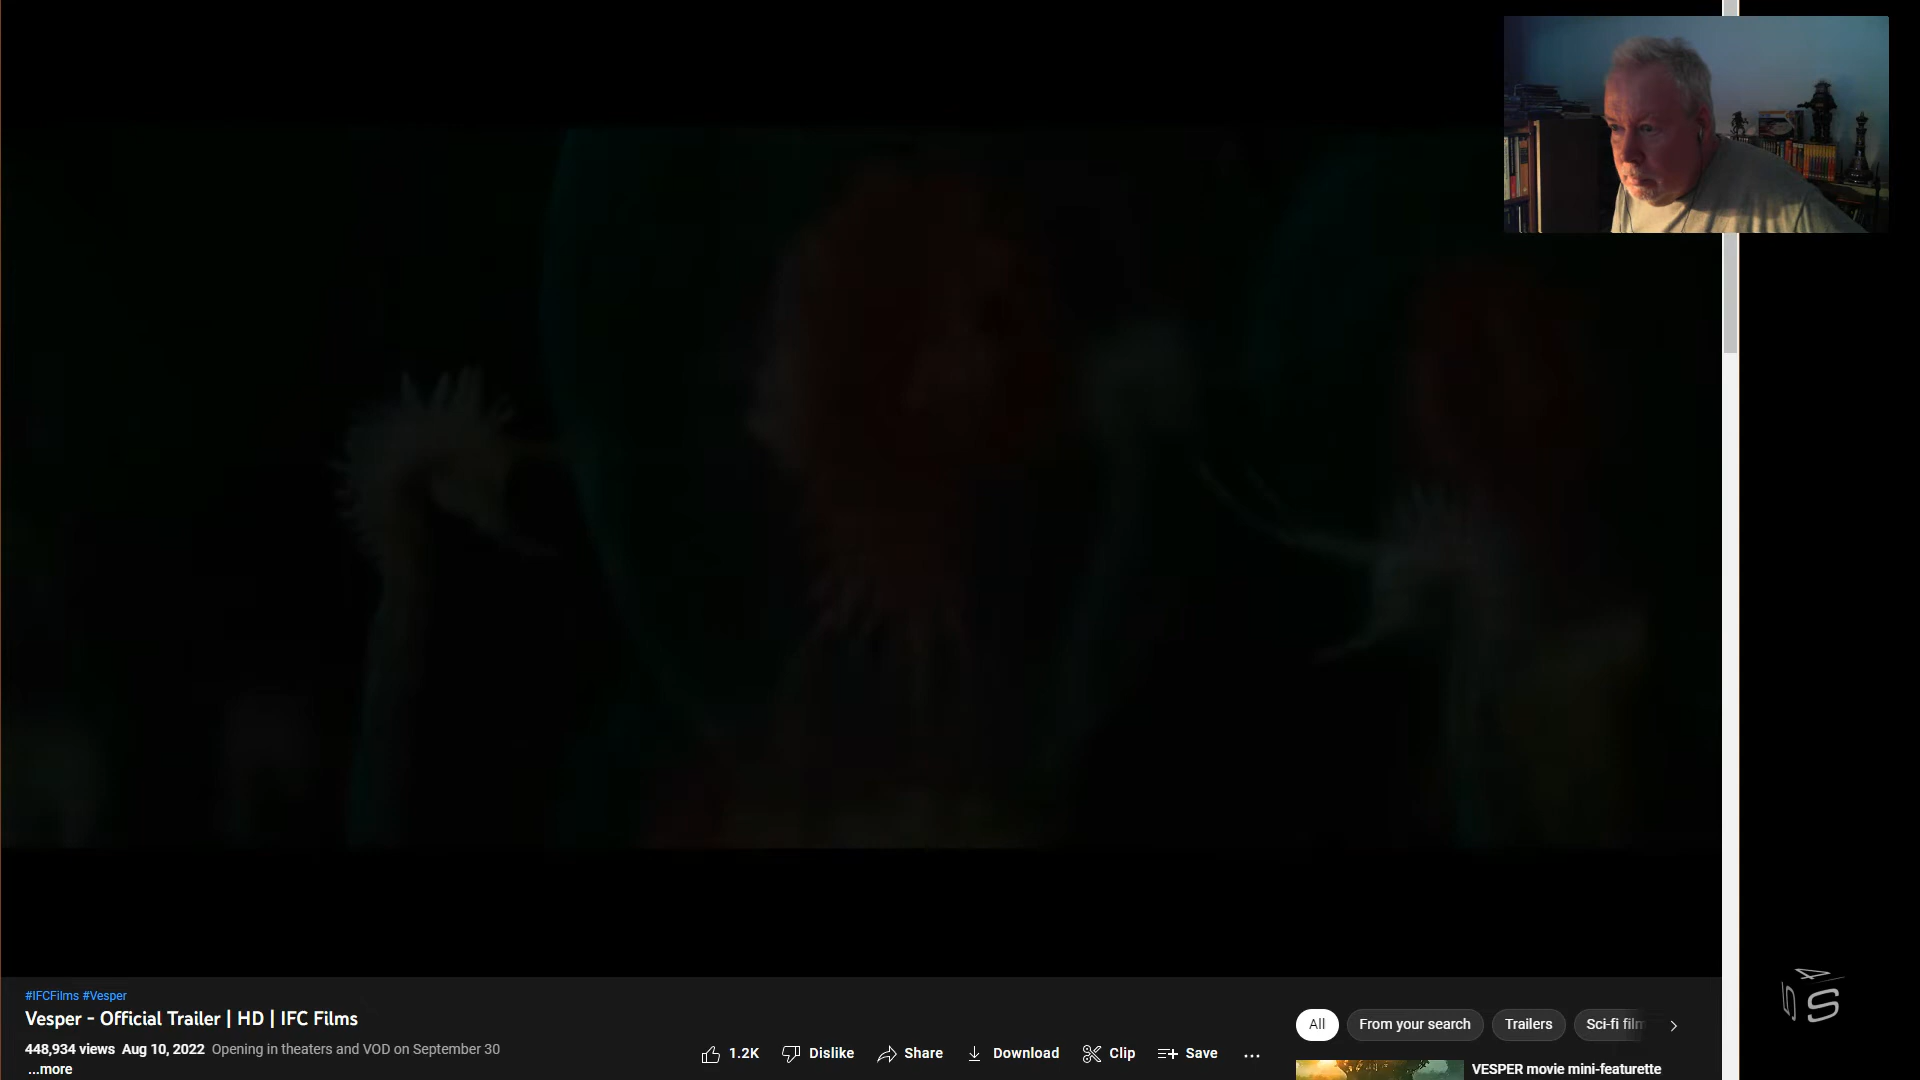 #IFCFilms #Vesper
Vesper - Official Trailer | HD | IFC Films
448,934 views Aug 10, 2022 Opening in theaters and VOD on September 30
...more
1.2K Dislike Share Download Clip Save ...
All From your search Trailers Sci-fi film
VESPER movie mini-featurette